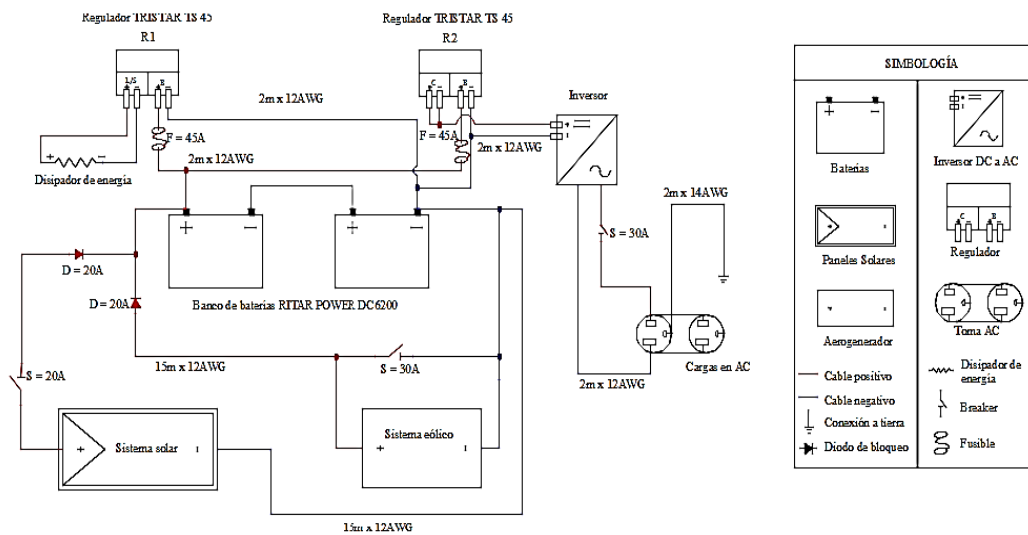 Regulador TRISTAR TS 45
R1
Regulador TRISTAR TS 45
R2
L/S
B
C
B
2m x 12AWG
Inversor
F = 45A
F = 45A
2m x 12AWG
2m x 12AWG
+ −
Disipador de energía
2m x 14AWG
+ − + −
S = 30A
D = 20A
D = 20A
Banco de baterías RITAR POWER DC6200
15m x 12AWG
S = 30A
S = 20A
Cargas en AC
2m x 12AWG
+ Sistema solar -
Sistema eólico
+ -
15m x 12AWG
SIMBOLOGÍA
+ −
Baterías
Inversor DC a AC
C B
Regulador
+ -
Paneles Solares
+ -
Aerogenerador
Toma AC
Cable positivo
Cable negativo
Conexión a tierra
Diodo de bloqueo
Disipador de
energía
Breaker
Fusible